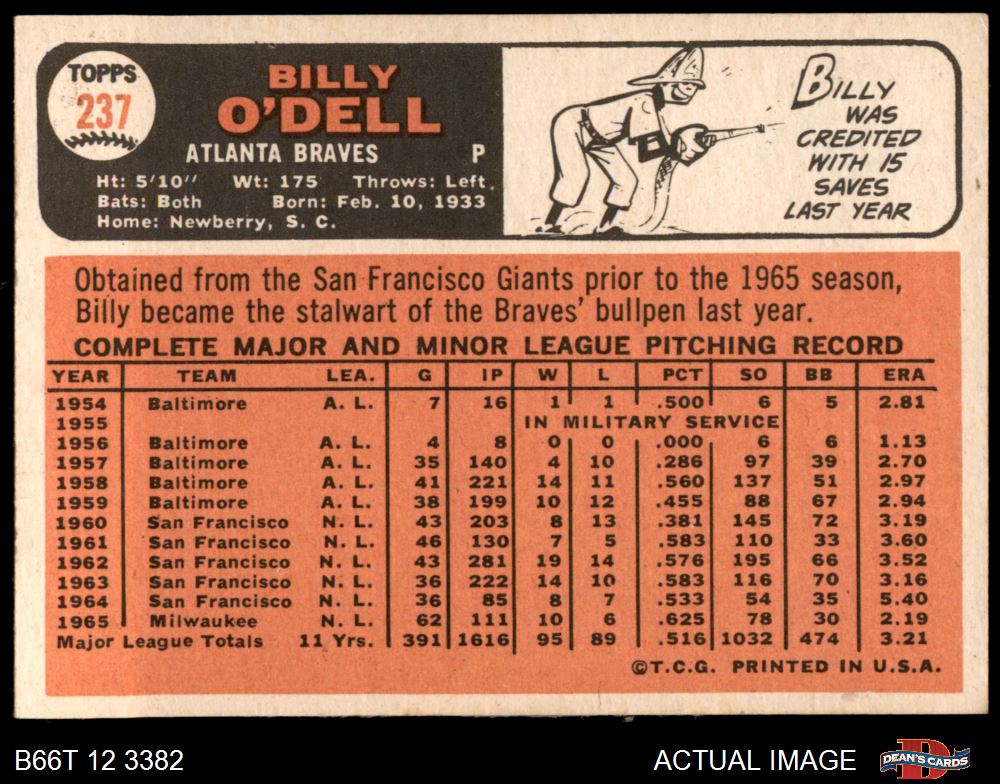 TOPPS
237
BILLY
O'DELL
ATLANTA BRAVES P
Ht: 5'10" Wt: 175 Throws: Left.
Bats: Both Born: Feb. 10, 1933
Home: Newberry, S. C.
BILLY
WAS
CREDITED
WITH 15
SAVES
LAST YEAR
Obtained from the San Francisco Giants prior to the 1965 season,
Billy became the stalwart of the Braves' bullpen last year.
COMPLETE MAJOR AND MINOR LEAGUE PITCHING RECORD
YEAR TEAM LEA. G IP W L PCT SO BB ERA
1954 Baltimore A. L. 7 16 1 1 .500 6 5 2.81
1955 IN MILITARY SERVICE
1956 Baltimore A. L. 4 8 0 0 .000 6 6 1.13
1957 Baltimore A. L. 35 140 4 10 .286 97 39 2.70
1958 Baltimore A. L. 41 221 14 11 .560 137 51 2.97
1959 Baltimore A. L. 38 199 10 12 .455 88 67 2.94
1960 San Francisco N. L. 43 203 8 13 .381 145 72 3.19
1961 San Francisco N. L. 46 130 7 5 .583 110 33 3.60
1962 San Francisco N. L. 43 281 19 14 .576 195 66 3.52
1963 San Francisco N. L. 36 222 14 10 .583 116 70 3.16
1964 San Francisco N. L. 36 85 8 7 .533 54 35 5.40
1965 Milwaukee N. L. 62 111 10 6 .625 78 30 2.19
Major League Totals 11 Yrs. 391 1616 95 89 .516 1032 474 3.21
©T.C.G. PRINTED IN U.S.A.
B66T 12 3382
ACTUAL IMAGE
DEAN'S CARDS